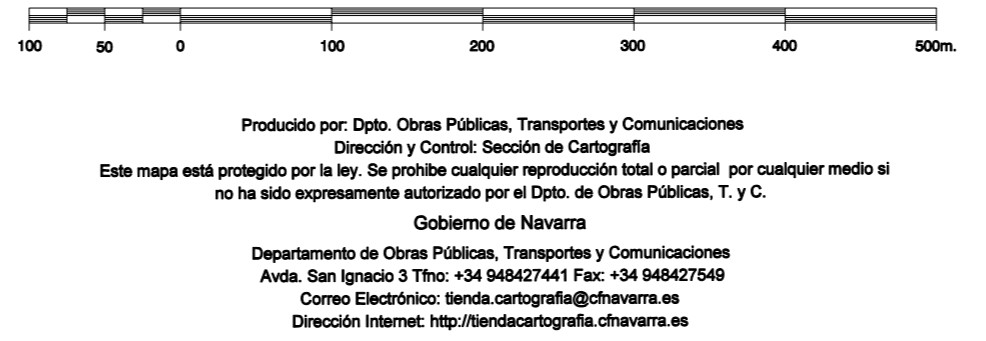 100 50 0 100 200 300 400 500m.
Producido por: Dpto. Obras Públicas, Transportes y Comunicaciones
Dirección y Control: Sección de Cartografía
Este mapa está protegido por la ley. Se prohibe cualquier reproducción total o parcial por cualquier medio si
no ha sido expresamente autorizado por el Dpto. de Obras Públicas, T. y C.
Gobierno de Navarra
Departamento de Obras Públicas, Transportes y Comunicaciones
Avda. San Ignacio 3 Tfno: +34 948427441 Fax: +34 948427549
Correo Electrónico: tienda.cartografia@cfnavarra.es
Dirección Internet: http://tiendacartografia.cfnavarra.es